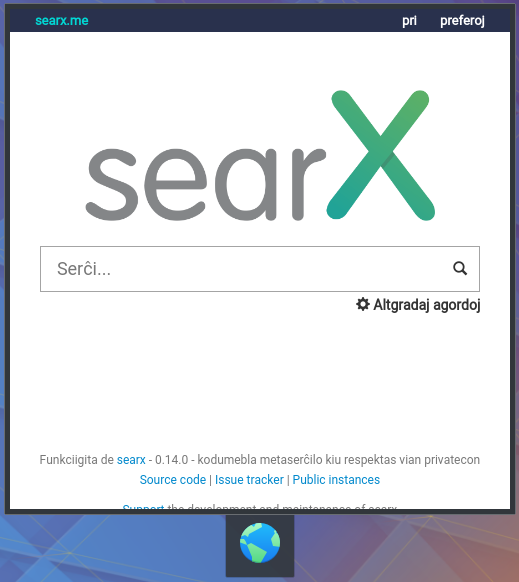 searx.me pri preferoj
searX
Serĉi...
Altgradaj agordoj
Funkciigita de searx - 0.14.0 - kodumebla metaserĉilo kiu respektas vian privatecon
Source code | Issue tracker | Public instances
Support the development and maintenance of searx